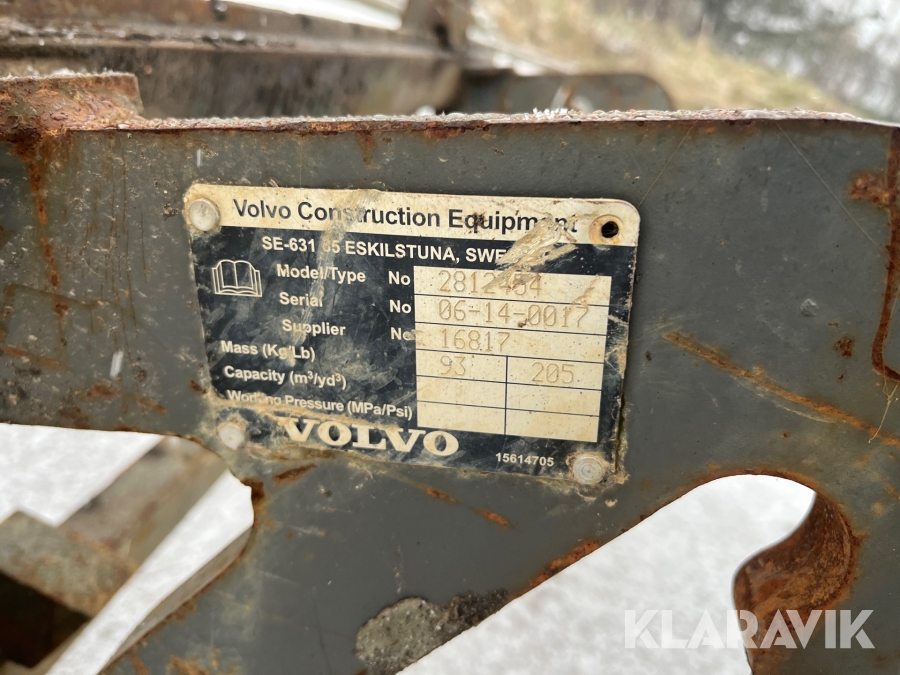 Volvo Construction Equipment
SE-631 85 ESKILSTUNA, SWE
Model/Type No 2812464
Serial No 06-14-0017
Supplier No 16817
Mass (Kg/Lb) 93 205
Capacity (m³/yd³)
Working Pressure (MPa/Psi)
VOLVO
15614705
KLARAVIK